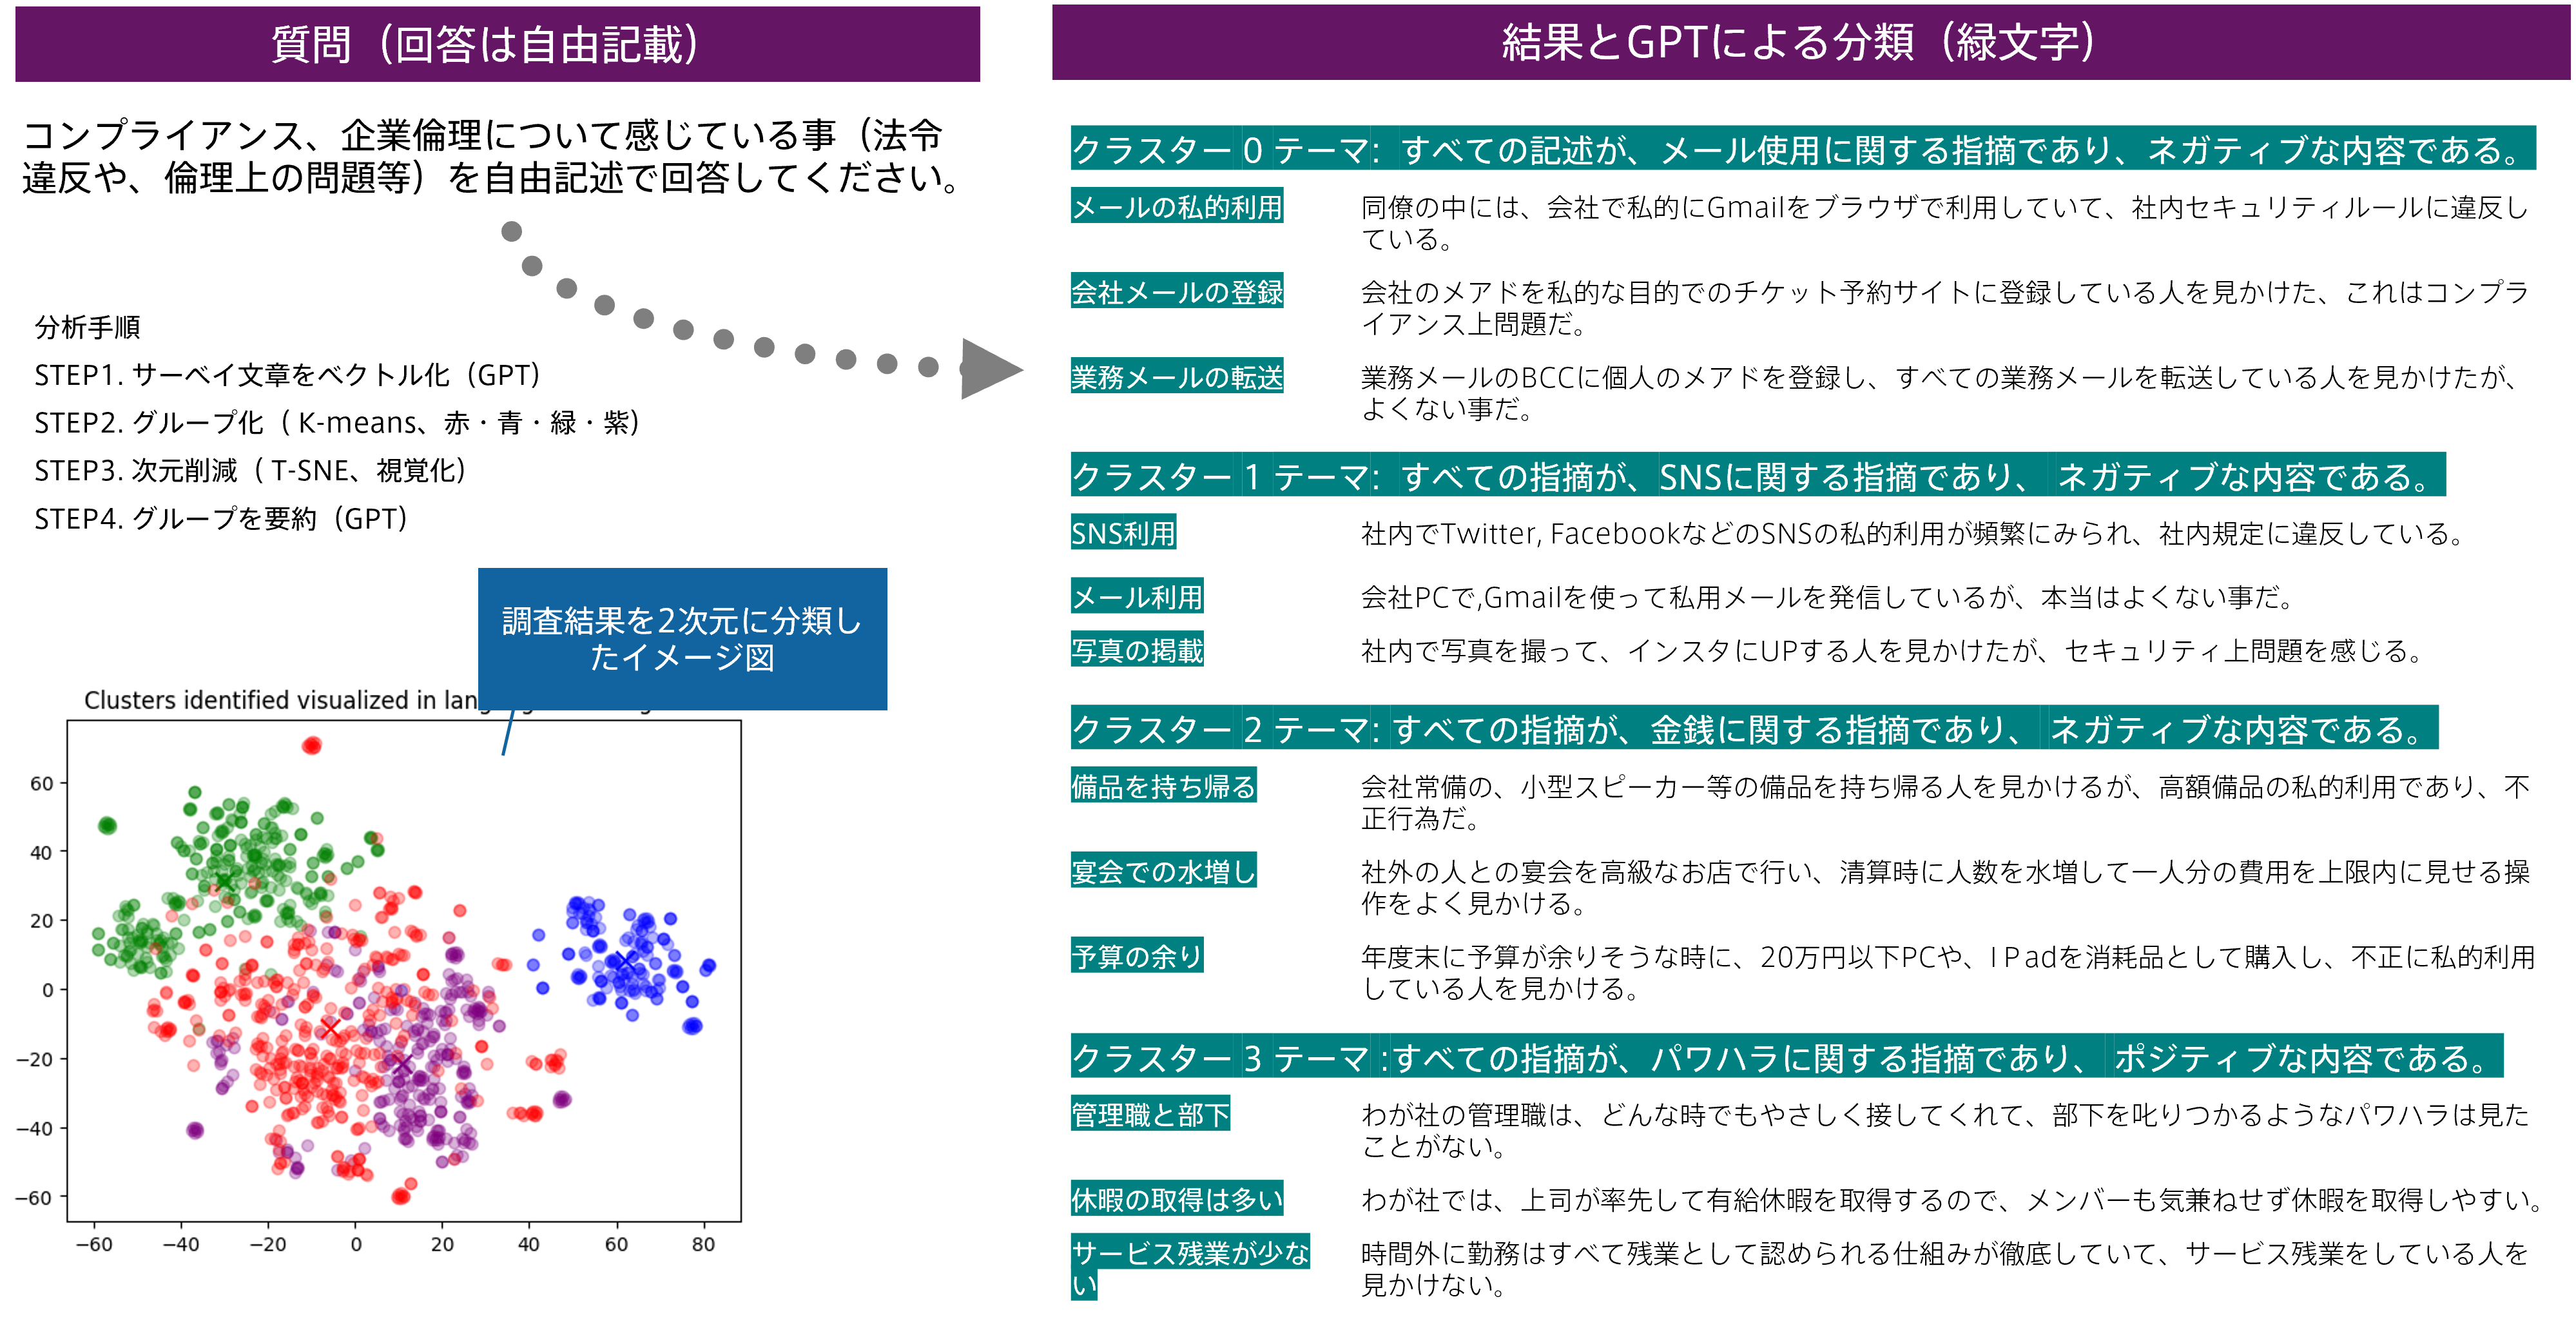 質問（回答は自由記載）
コンプライアンス、企業倫理について感じている事（法令
違反や、倫理上の問題等）を自由記述で回答してください。
分析手順
STEP1. サーベイ文章をベクトル化（GPT）
STEP2. グループ化（ K-means、赤・青・緑・紫）
STEP3. 次元削減（ T-SNE、視覚化）
STEP4. グループを要約（GPT）
調査結果を2次元に分類し
たイメージ図
Clusters identified visualized in
60
40
20
0
−20
−40
−60
−60 −40 −20 0 20 40 60 80
結果とGPTによる分類（緑文字）
クラスター 0 テーマ: すべての記述が、メール使用に関する指摘であり、ネガティブな内容である。
メールの私的利用 同僚の中には、会社で私的にGmailをブラウザで利用していて、社内セキュリティルールに違反し
ている。
会社メールの登録 会社のメアドを私的な目的でのチケット予約サイトに登録している人を見かけた、これはコンプラ
イアンス上問題だ。
業務メールの転送 業務メールのBCCに個人のメアドを登録し、すべての業務メールを転送している人を見かけたが、
よくない事だ。
クラスター 1 テーマ: すべての指摘が、SNSに関する指摘であり、 ネガティブな内容である。
SNS利用 社内でTwitter, FacebookなどのSNSの私的利用が頻繁にみられ、社内規定に違反している。
メール利用 会社PCで,Gmailを使って私用メールを発信しているが、本当はよくない事だ。
写真の掲載 社内で写真を撮って、インスタにUPする人を見かけたが、セキュリティ上問題を感じる。
クラスター 2 テーマ: すべての指摘が、金銭に関する指摘であり、 ネガティブな内容である。
備品を持ち帰る 会社常備の、小型スピーカー等の備品を持ち帰る人を見かけるが、高額備品の私的利用であり、不
正行為だ。
宴会での水増し 社外の人との宴会を高級なお店で行い、清算時に人数を水増して一人分の費用を上限内に見せる操
作をよく見かける。
予算の余り 年度末に予算が余りそうな時に、20万円以下PCや、I Padを消耗品として購入し、不正に私的利用
している人を見かける。
クラスター 3 テーマ :すべての指摘が、パワハラに関する指摘であり、 ポジティブな内容である。
管理職と部下 わが社の管理職は、どんな時でもやさしく接してくれて、部下を叱りつかるようなパワハラは見た
ことがない。
休暇の取得は多い わが社では、上司が率先して有給休暇を取得するので、メンバーも気兼ねせず休暇を取得しやすい。
サービス残業が少な 時間外に勤務はすべて残業として認められる仕組みが徹底していて、サービス残業をしている人を
い 見かけない。